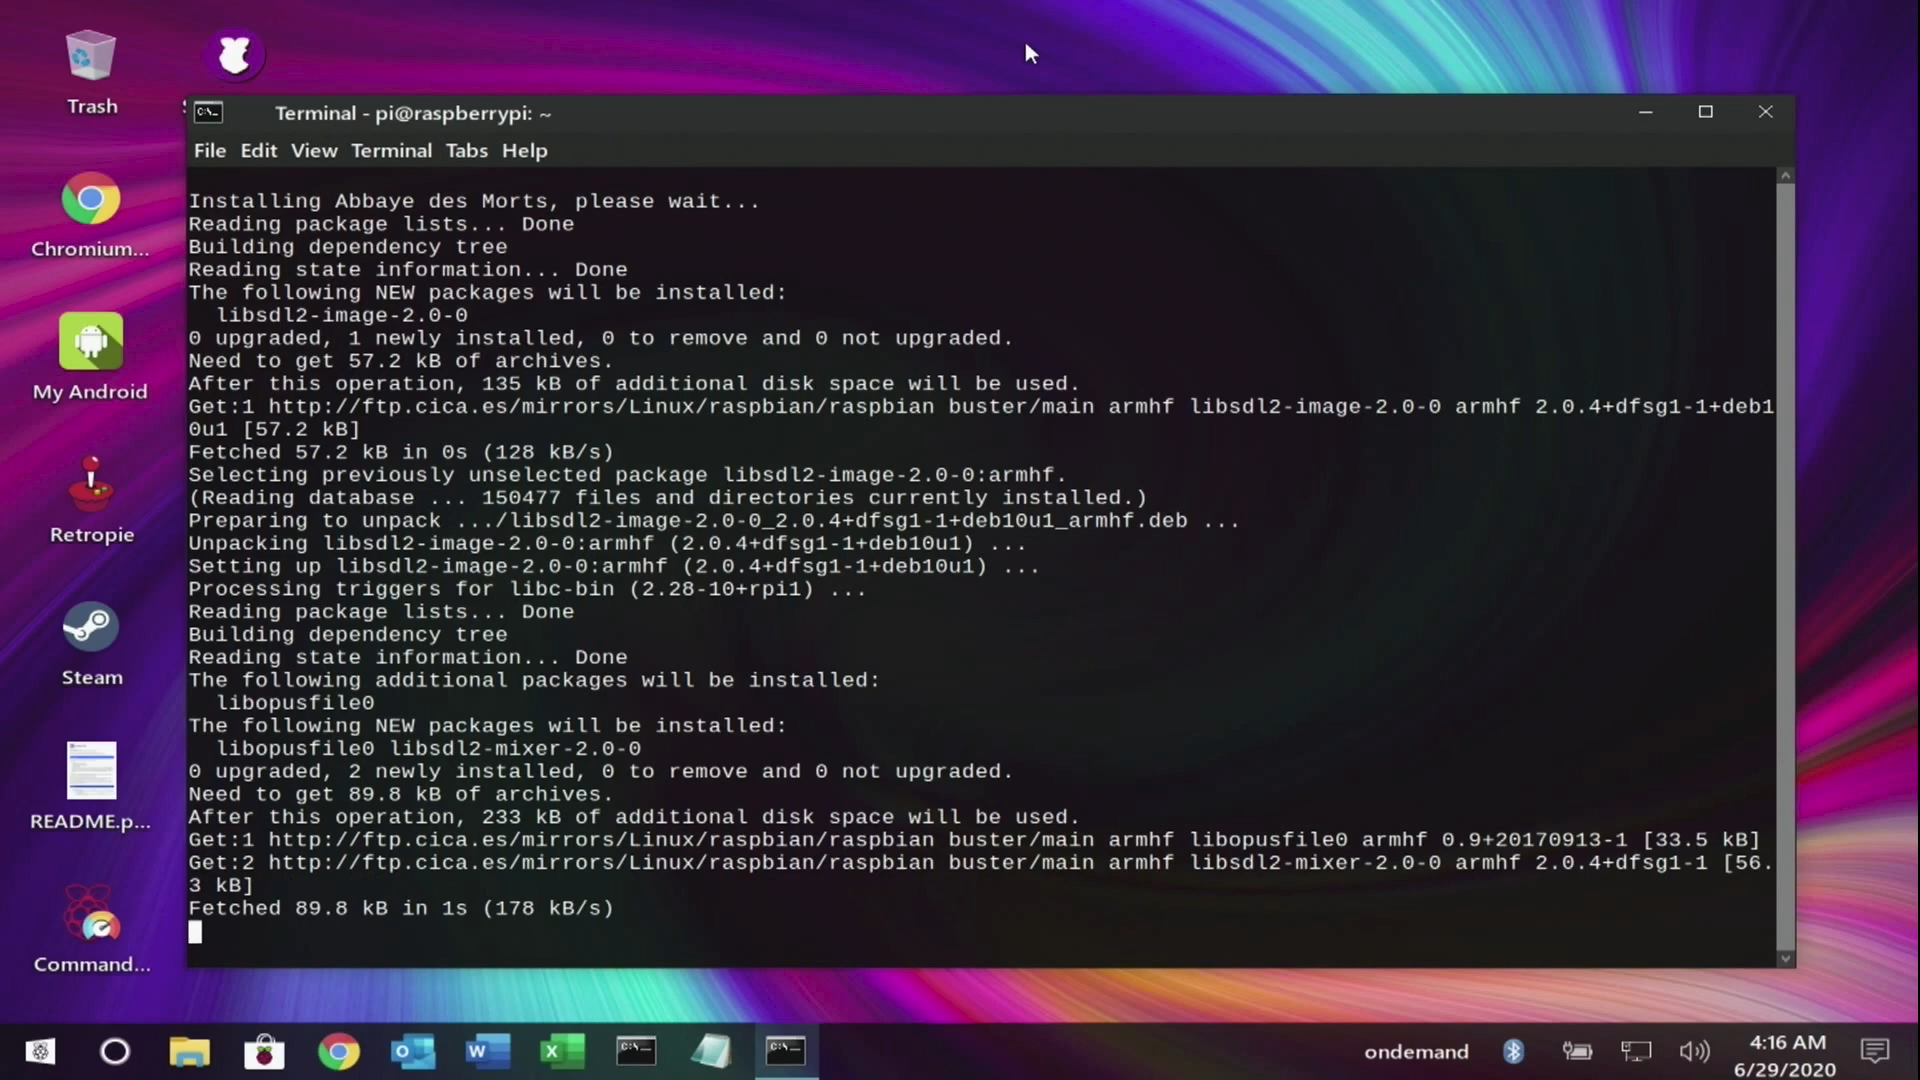 Trash
Chromium...
My Android
Retropie
Steam
README.p...
Command...
Terminal - pi@raspberrypi: ~
File Edit View Terminal Tabs Help
Installing Abbaye des Morts, please wait...
Reading package lists... Done
Building dependency tree
Reading state information... Done
The following NEW packages will be installed:
libsdl2-image-2.0-0
0 upgraded, 1 newly installed, 0 to remove and 0 not upgraded.
Need to get 57.2 kB of archives.
After this operation, 135 kB of additional disk space will be used.
Get:1 http://ftp.cica.es/mirrors/Linux/raspbian/raspbian buster/main armhf libsdl2-image-2.0-0 armhf 2.0.4+dfsg1-1+deb1
0u1 [57.2 kB]
Fetched 57.2 kB in 0s (128 kB/s)
Selecting previously unselected package libsdl2-image-2.0-0:armhf.
(Reading database ... 150477 files and directories currently installed.)
Preparing to unpack .../libsdl2-image-2.0-0_2.0.4+dfsg1-1+deb10u1_armhf.deb ...
Unpacking libsdl2-image-2.0-0:armhf (2.0.4+dfsg1-1+deb10u1) ...
Setting up libsdl2-image-2.0-0:armhf (2.0.4+dfsg1-1+deb10u1) ...
Processing triggers for libc-bin (2.28-10+rpi1) ...
Reading package lists... Done
Building dependency tree
Reading state information... Done
The following additional packages will be installed:
libopusfile0
The following NEW packages will be installed:
libopusfile0 libsdl2-mixer-2.0-0
0 upgraded, 2 newly installed, 0 to remove and 0 not upgraded.
Need to get 89.8 kB of archives.
After this operation, 233 kB of additional disk space will be used.
Get:1 http://ftp.cica.es/mirrors/Linux/raspbian/raspbian buster/main armhf libopusfile0 armhf 0.9+20170913-1 [33.5 kB]
Get:2 http://ftp.cica.es/mirrors/Linux/raspbian/raspbian buster/main armhf libsdl2-mixer-2.0-0 armhf 2.0.4+dfsg1-1 [56.
3 kB]
Fetched 89.8 kB in 1s (178 kB/s)
ondemand
4:16 AM
6/29/2020